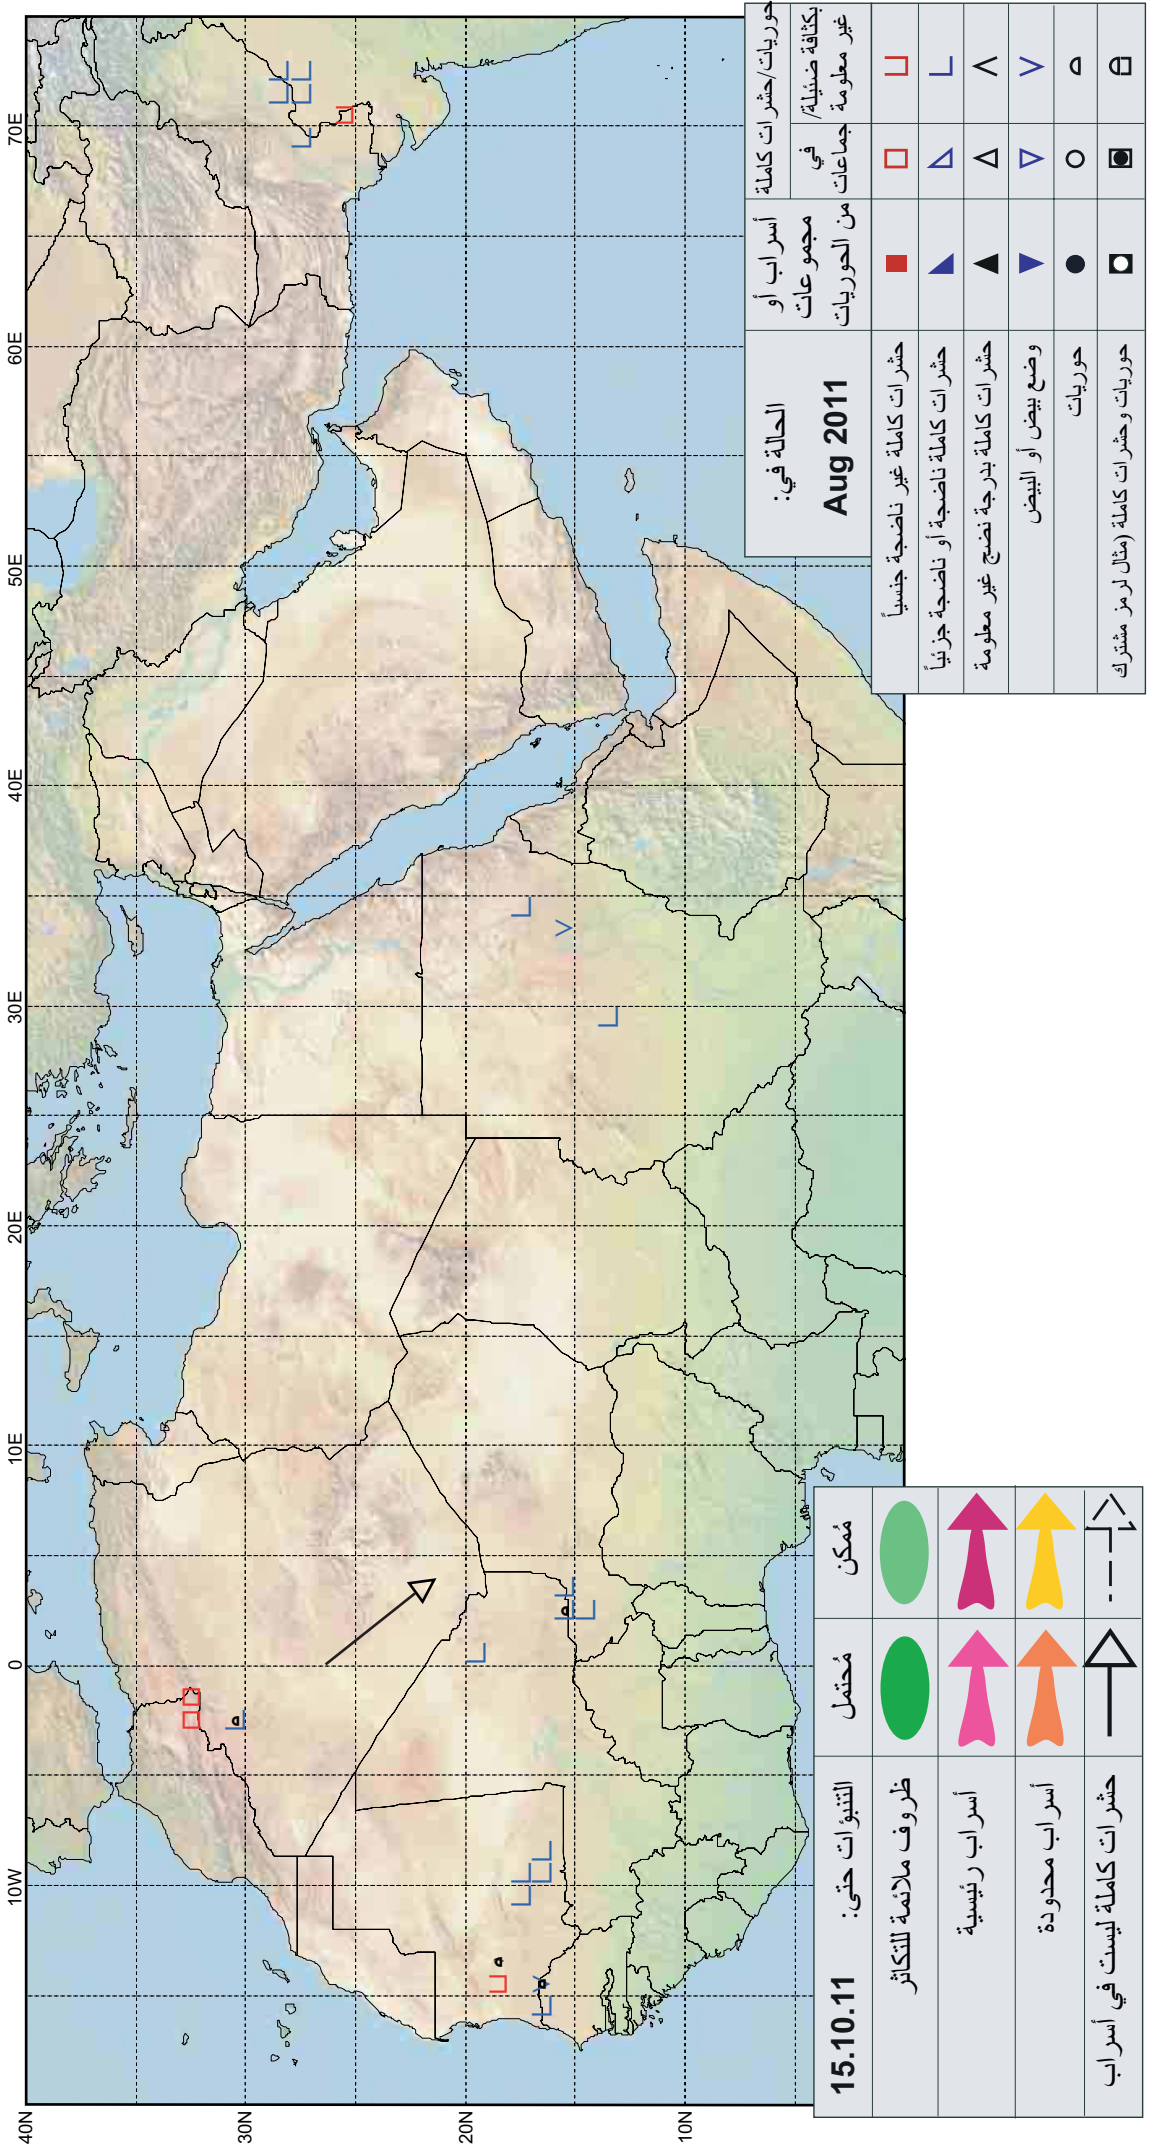 40N
30N
20N
10N
10W
0
10E
20E
30E
40E
50E
60E
70E
التنبؤات حتى:
15.10.11
مُحتمل
مُمكن
ظروف ملائمة للتكاثر
أسراب رئيسية
أسراب محدودة
حشرات كاملة ليست في أسراب
الحالة في:
Aug 2011
أسراب أو
مجموعات
من الحوريات
حوريات/حشرات كاملة
في
جماعات
بكثافة ضئيلة/
غير معلومة
حشرات كاملة غير ناضجة جنسياً
حشرات كاملة ناضجة أو ناضجة جزئياً
حشرات كاملة بدرجة نضج غير معلومة
وضع بيض أو البيض
حوريات
حوريات وحشرات كاملة (مثال لرمز مشترك